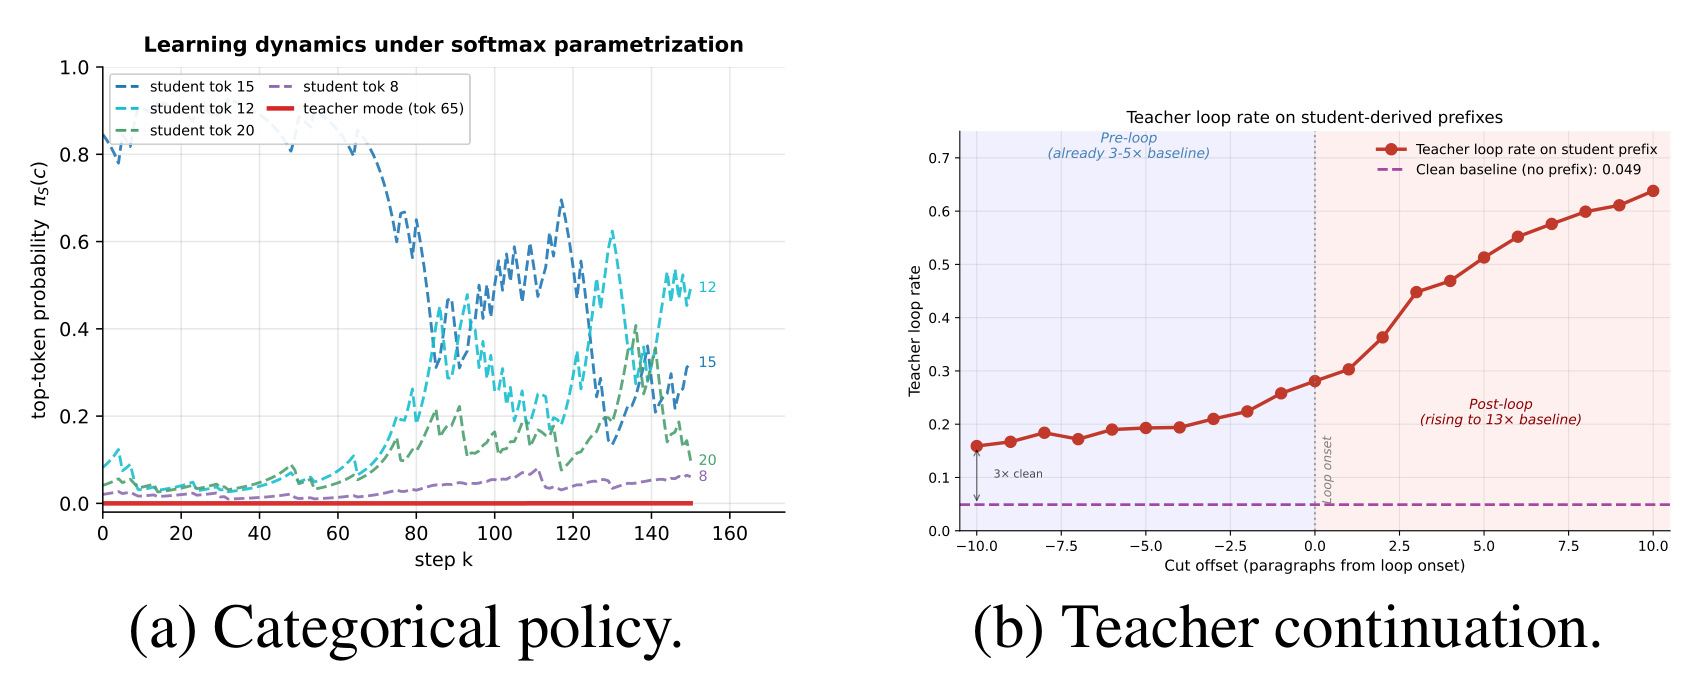 Learning dynamics under softmax parametrization
student tok 15
student tok 12
student tok 20
student tok 8
teacher mode (tok 65)
top-token probability πS(c)
1.0
0.8
0.6
0.4
0.2
0.0
12
15
20
8
0 20 40 60 80 100 120 140 160
step k
(a) Categorical policy.
Teacher loop rate on student-derived prefixes
Pre-loop
(already 3-5× baseline)
Teacher loop rate on student prefix
Clean baseline (no prefix): 0.049
Teacher loop rate
0.7
0.6
0.5
0.4
0.3
0.2
0.1
0.0
Post-loop
(rising to 13× baseline)
3× clean
Loop onset
−10.0 −7.5 −5.0 −2.5 0.0 2.5 5.0 7.5 10.0
Cut offset (paragraphs from loop onset)
(b) Teacher continuation.